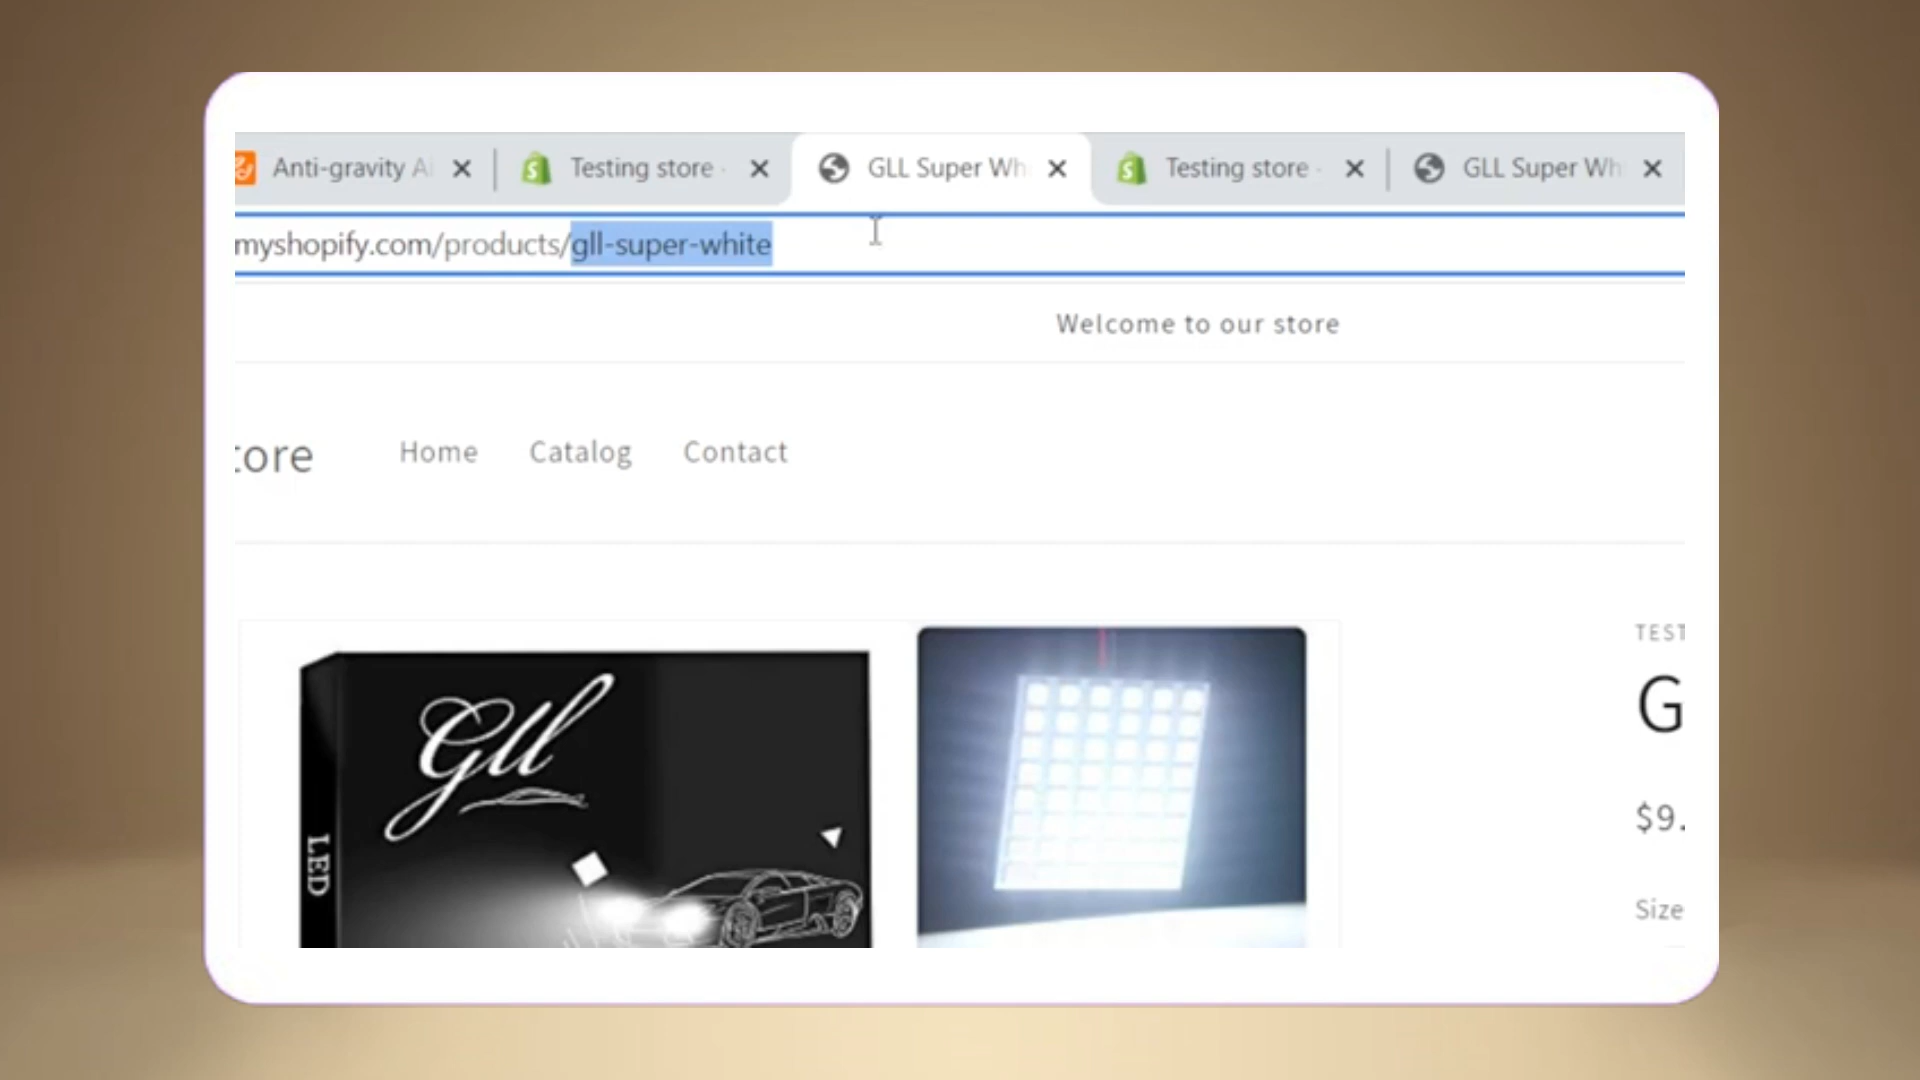 Anti-gravity A
Testing store
GLL Super Wh
Testing store
GLL Super Wh
myshopify.com/products/gll-super-white
Welcome to our store
tore
Home
Catalog
Contact
Gll
LED
TEST
G
$9.
Size